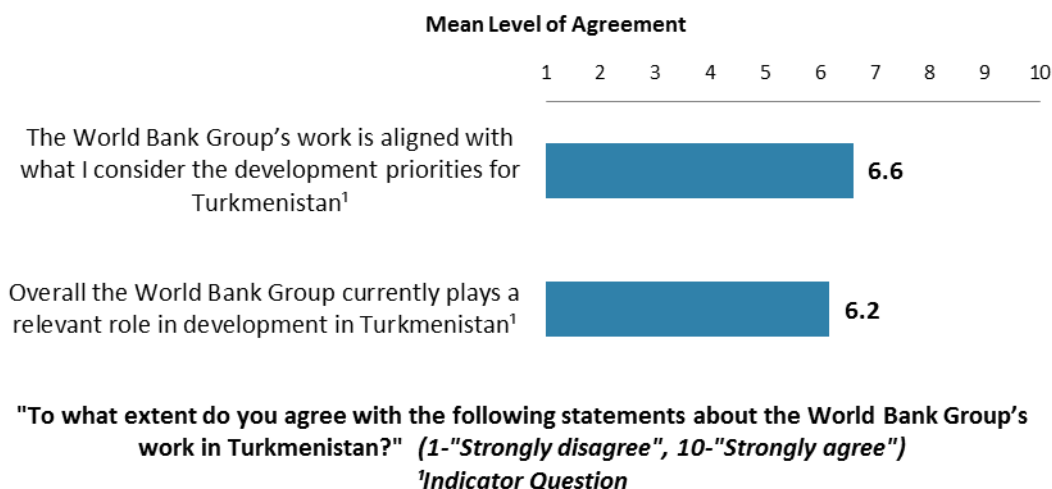 Mean Level of Agreement
1 2 3 4 5 6 7 8 9 10
The World Bank Group’s work is aligned with
what I consider the development priorities for
Turkmenistan¹
6.6
Overall the World Bank Group currently plays a
relevant role in development in Turkmenistan¹
6.2
"To what extent do you agree with the following statements about the World Bank Group’s
work in Turkmenistan?" (1-"Strongly disagree", 10-"Strongly agree")
¹Indicator Question